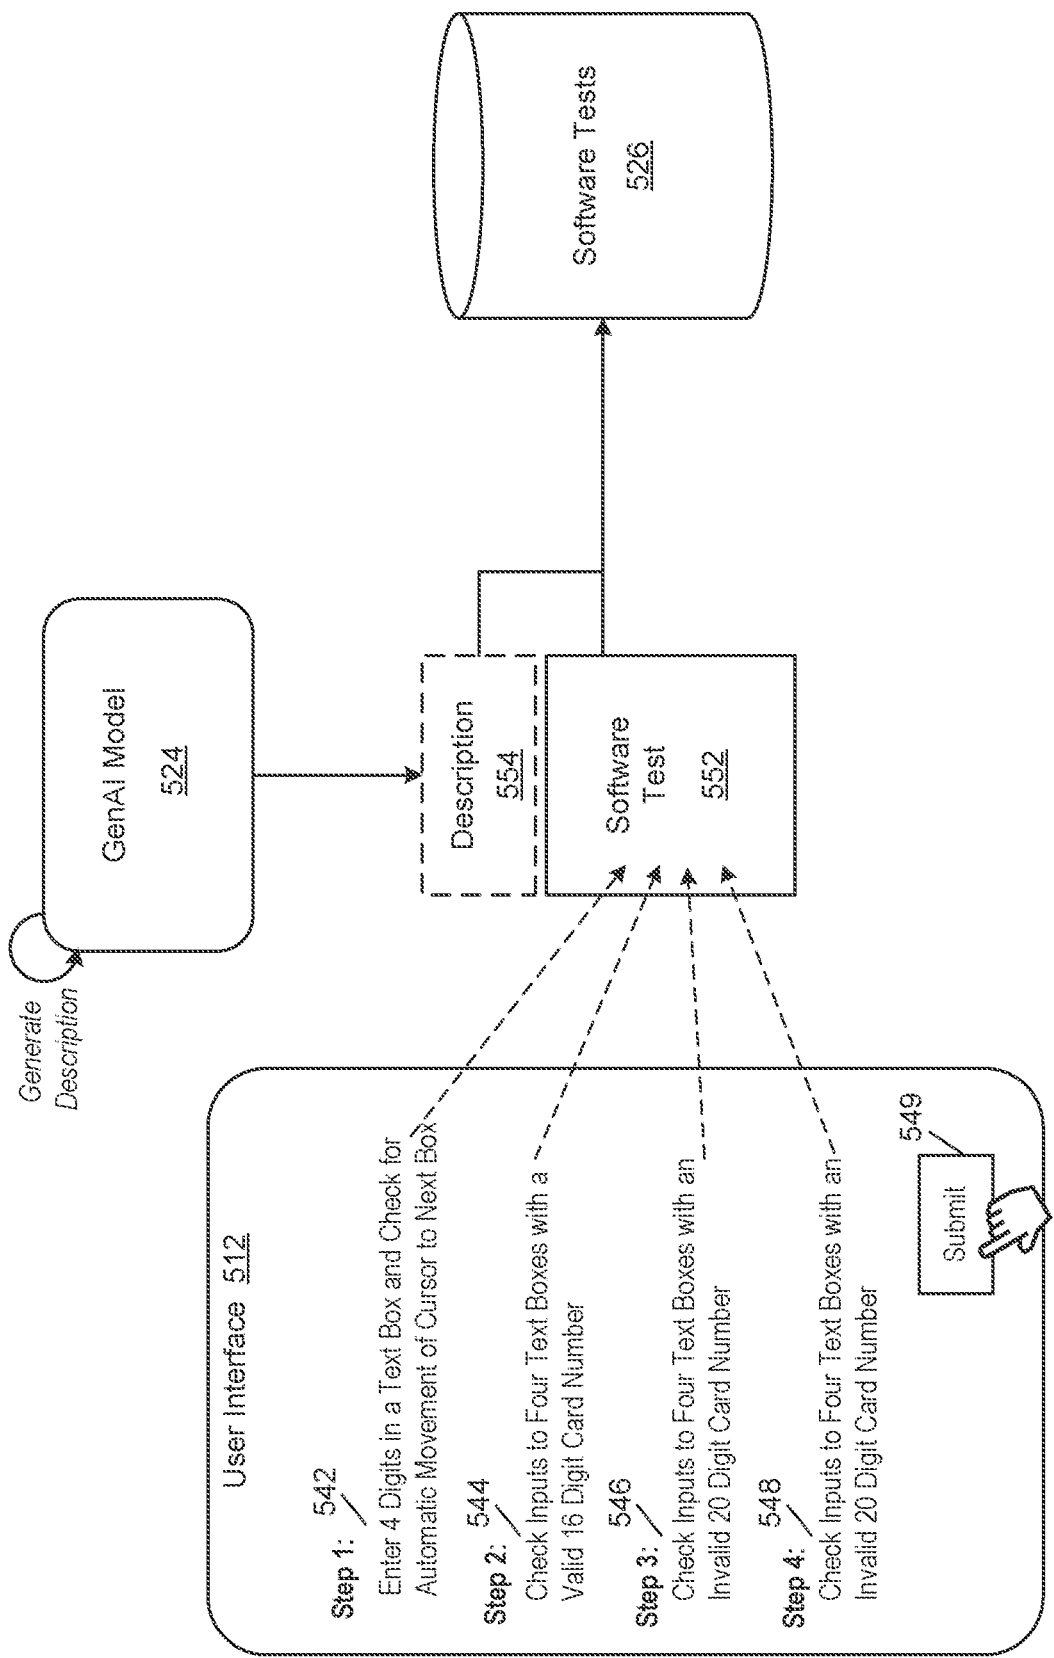 Generate
Description
GenAI Model
524
User Interface 512
Step 1:
542
Enter 4 Digits in a Text Box and Check for
Automatic Movement of Cursor to Next Box
Step 2:
544
Check Inputs to Four Text Boxes with a
Valid 16 Digit Card Number
Step 3:
546
Check Inputs to Four Text Boxes with an
Invalid 20 Digit Card Number
Step 4:
548
Check Inputs to Four Text Boxes with an
Invalid 20 Digit Card Number
Submit
549
Description
554
Software
Test
552
Software Tests
526